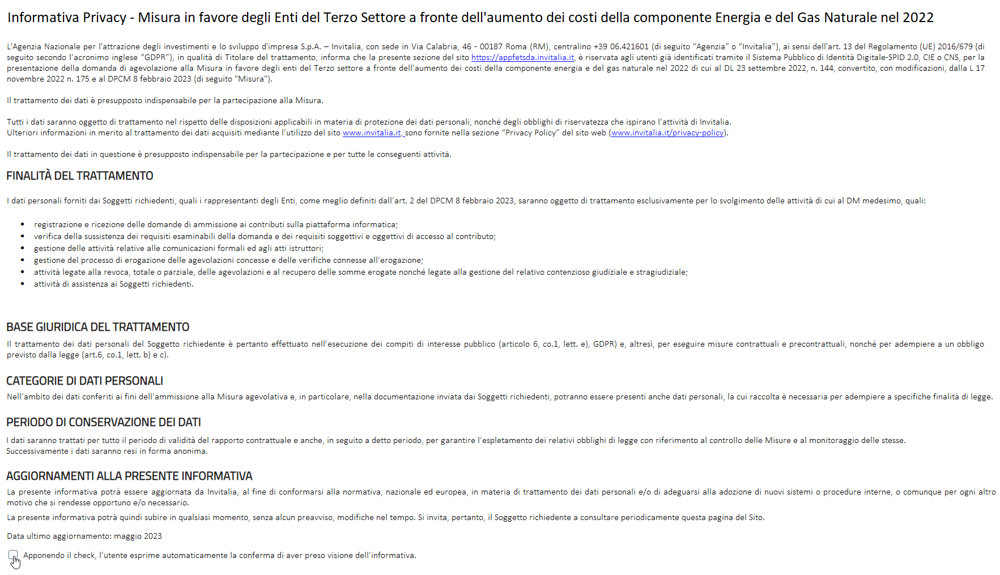 Informativa Privacy - Misura in favore degli Enti del Terzo Settore a fronte dell'aumento dei costi della componente Energia e del Gas Naturale nel 2022
L'Agenzia Nazionale per l'attrazione degli investimenti e lo sviluppo d'impresa S.p.A. – Invitalia, con sede in Via Calabria, 46 - 00187 Roma (RM), centralino +39 06.421601 (di seguito “Agenzia” o “Invitalia”), ai sensi dell'art. 13 del Regolamento (UE) 2016/679 (di
seguito secondo l’acronimo inglese “GDPR”), in qualità di Titolare del trattamento, informa che la presente sezione del sito https://appfetsda.invitalia.it, è riservata agli utenti già identificati tramite il Sistema Pubblico di Identità Digitale-SPID 2.0, CIE o CNS, per la
presentazione della domanda di agevolazione alla Misura in favore degli enti del Terzo settore a fronte dell’aumento dei costi della componente energia e del gas naturale nel 2022 di cui al DL 23 settembre 2022, n. 144, convertito, con modificazioni, dalla L 17
novembre 2022 n. 175 e al DPCM 8 febbraio 2023 (di seguito "Misura").
Il trattamento dei dati è presupposto indispensabile per la partecipazione alla Misura.
Tutti i dati saranno oggetto di trattamento nel rispetto delle disposizioni applicabili in materia di protezione dei dati personali, nonché degli obblighi di riservatezza che ispirano l’attività di Invitalia.
Ulteriori informazioni in merito al trattamento dei dati acquisiti mediante l’utilizzo del sito www.invitalia.it, sono fornite nella sezione “Privacy Policy” del sito web (www.invitalia.it/privacy-policy).
Il trattamento dei dati in questione è presupposto indispensabile per la partecipazione e per tutte le conseguenti attività.
FINALITÀ DEL TRATTAMENTO
I dati personali forniti dai Soggetti richiedenti, quali i rappresentanti degli Enti, come meglio definiti dall’art. 2 del DPCM 8 febbraio 2023, saranno oggetto di trattamento esclusivamente per lo svolgimento delle attività di cui al DM medesimo, quali:
• registrazione e ricezione delle domande di ammissione ai contributi sulla piattaforma informatica;
• verifica della sussistenza dei requisiti esaminabili della domanda e dei requisiti soggettivi e oggettivi di accesso al contributo;
• gestione delle attività relative alle comunicazioni formali ed agli atti istruttori;
• gestione del processo di erogazione delle agevolazioni concesse e delle verifiche connesse all’erogazione;
• attività legate alla revoca, totale o parziale, delle agevolazioni e al recupero delle somme erogate nonché legate alla gestione del relativo contenzioso giudiziale e stragiudiziale;
• attività di assistenza ai Soggetti richiedenti.
BASE GIURIDICA DEL TRATTAMENTO
Il trattamento dei dati personali del Soggetto richiedente è pertanto effettuato nell’esecuzione dei compiti di interesse pubblico (articolo 6, co.1, lett. e), GDPR) e, altresì, per eseguire misure contrattuali e precontrattuali, nonché per adempiere a un obbligo
previsto dalla legge (art.6, co.1, lett. b) e c).
CATEGORIE DI DATI PERSONALI
Nell’ambito dei dati conferiti ai fini dell’ammissione alla Misura agevolativa e, in particolare, nella documentazione inviata dai Soggetti richiedenti, potranno essere presenti anche dati personali, la cui raccolta è necessaria per adempiere a specifiche finalità di legge.
PERIODO DI CONSERVAZIONE DEI DATI
I dati saranno trattati per tutto il periodo di validità del rapporto contrattuale e anche, in seguito a detto periodo, per garantire l’espletamento dei relativi obblighi di legge con riferimento al controllo delle Misure e al monitoraggio delle stesse.
Successivamente i dati saranno resi in forma anonima.
AGGIORNAMENTI ALLA PRESENTE INFORMATIVA
La presente informativa potrà essere aggiornata da Invitalia, al fine di conformarsi alla normativa, nazionale ed europea, in materia di trattamento dei dati personali e/o di adeguarsi alla adozione di nuovi sistemi o procedure interne, o comunque per ogni altro
motivo che si rendesse opportuno e/o necessario.
La presente informativa potrà quindi subire in qualsiasi momento, senza alcun preavviso, modifiche nel tempo. Si invita, pertanto, il Soggetto richiedente a consultare periodicamente questa pagina del Sito.
Data ultimo aggiornamento: maggio 2023
Apponendo il check, l’utente esprime automaticamente la conferma di aver preso visione dell’informativa.